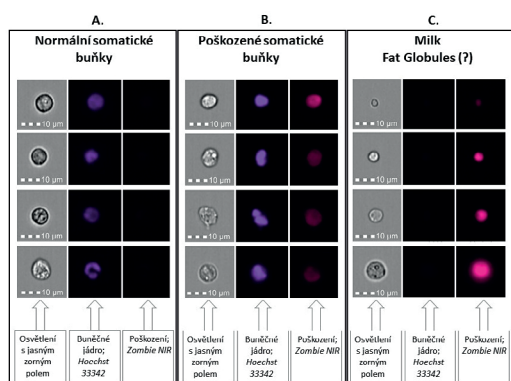 A.
B.
C.
Normální somatické
buňky
Poškozené somatické
buňky
Milk
Fat Globules (?)
10 µm
10 µm
10 µm
10 µm
10 µm
10 µm
10 µm
10 µm
10 µm
10 µm
10 µm
10 µm
Osvětlení
s jasným
zorným
polem
Buněčné
jádro;
Hoechst
33342
Poškození;
Zombie NIR
Osvětlení
s jasným
zorným
polem
Buněčné
jádro;
Hoechst
33342
Poškození;
Zombie NIR
Osvětlení
s jasným
zorným
polem
Buněčné
jádro;
Hoechst
33342
Poškození;
Zombie NIR